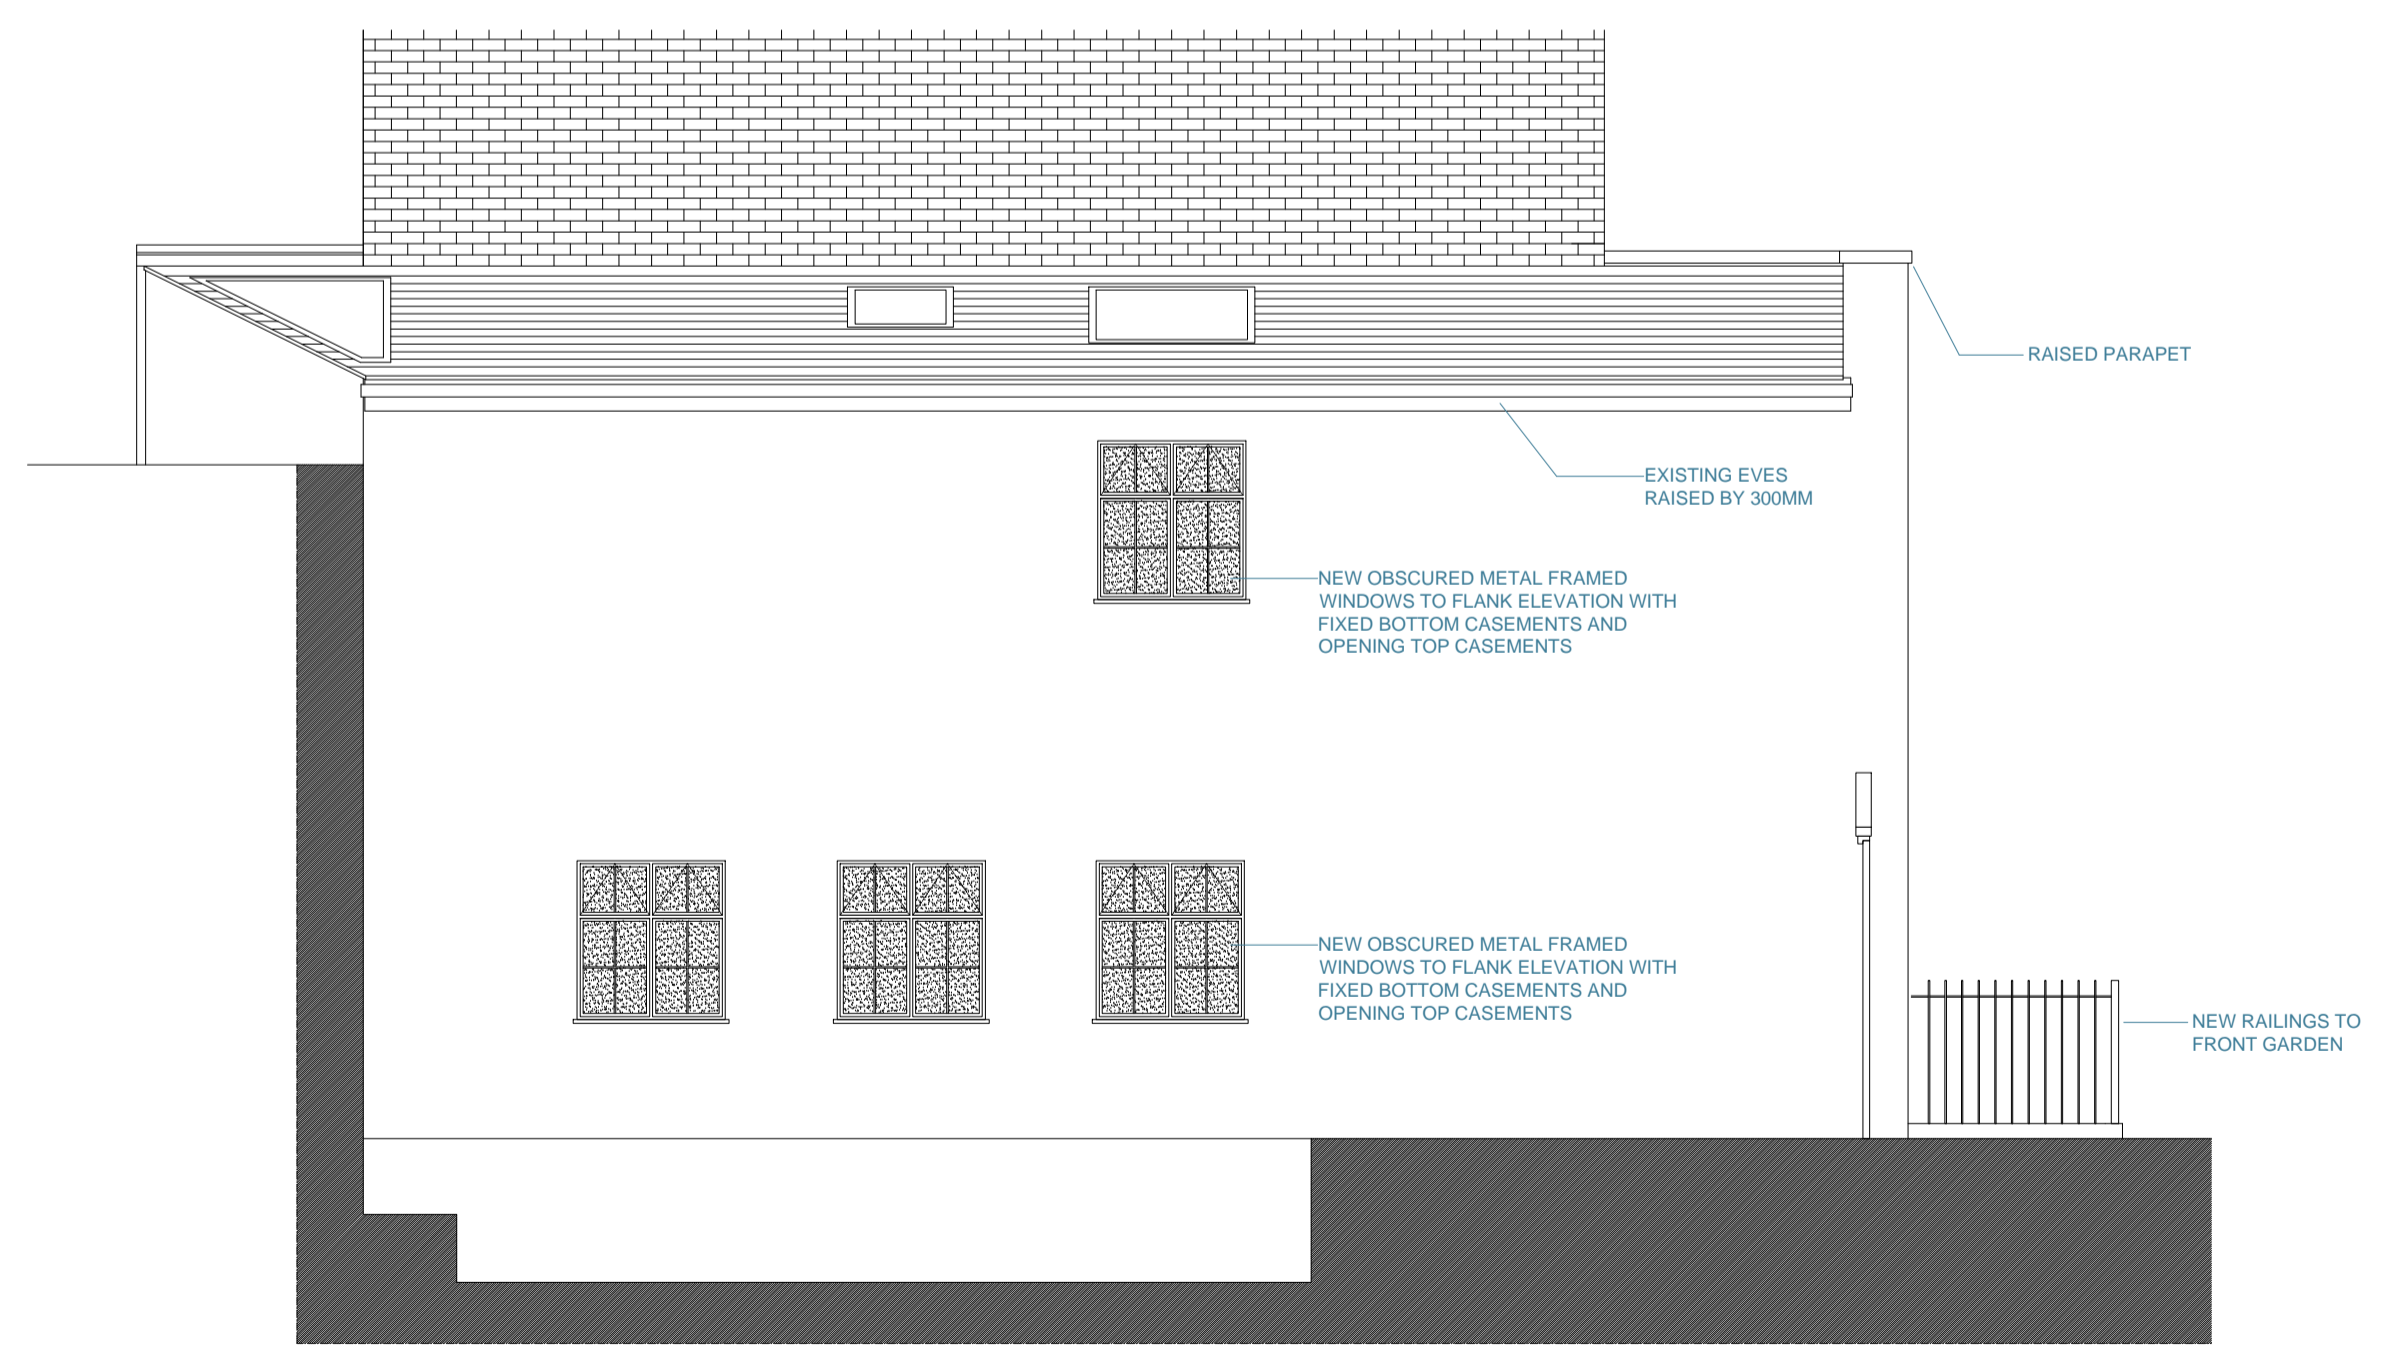 RAISED PARAPET
EXISTING EVES
RAISED BY 300MM
NEW OBSCURED METAL FRAMED
WINDOWS TO FLANK ELEVATION WITH
FIXED BOTTOM CASEMENTS AND
OPENING TOP CASEMENTS
NEW OBSCURED METAL FRAMED
WINDOWS TO FLANK ELEVATION WITH
FIXED BOTTOM CASEMENTS AND
OPENING TOP CASEMENTS
NEW RAILINGS TO
FRONT GARDEN